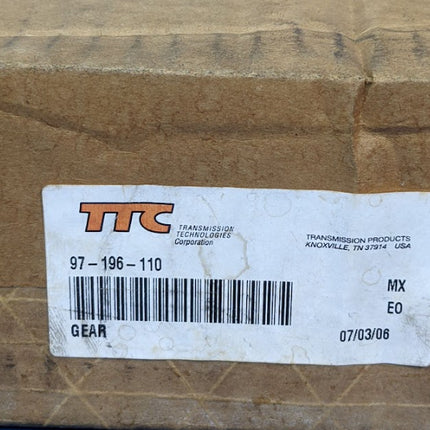 TTC TRANSMISSION
TECHNOLOGIES
Corporation
TRANSMISSION PRODUCTS
KNOXVILLE, TN 37914 USA
97-196-110
MX
EO
GEAR
07/03/06